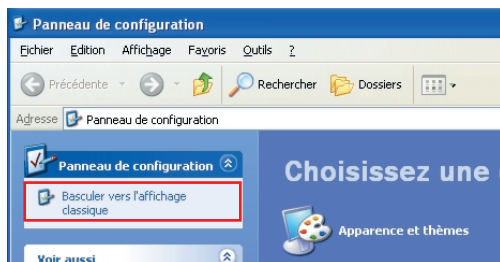 Panneau de configuration
Fichier Edition Affichage Favoris Outils ?
Précédente Rechercher Dossiers
Adresse Panneau de configuration
Panneau de configuration
Basculer vers l'affichage
classique
Voir aussi
Choisissez une
Apparence et thèmes